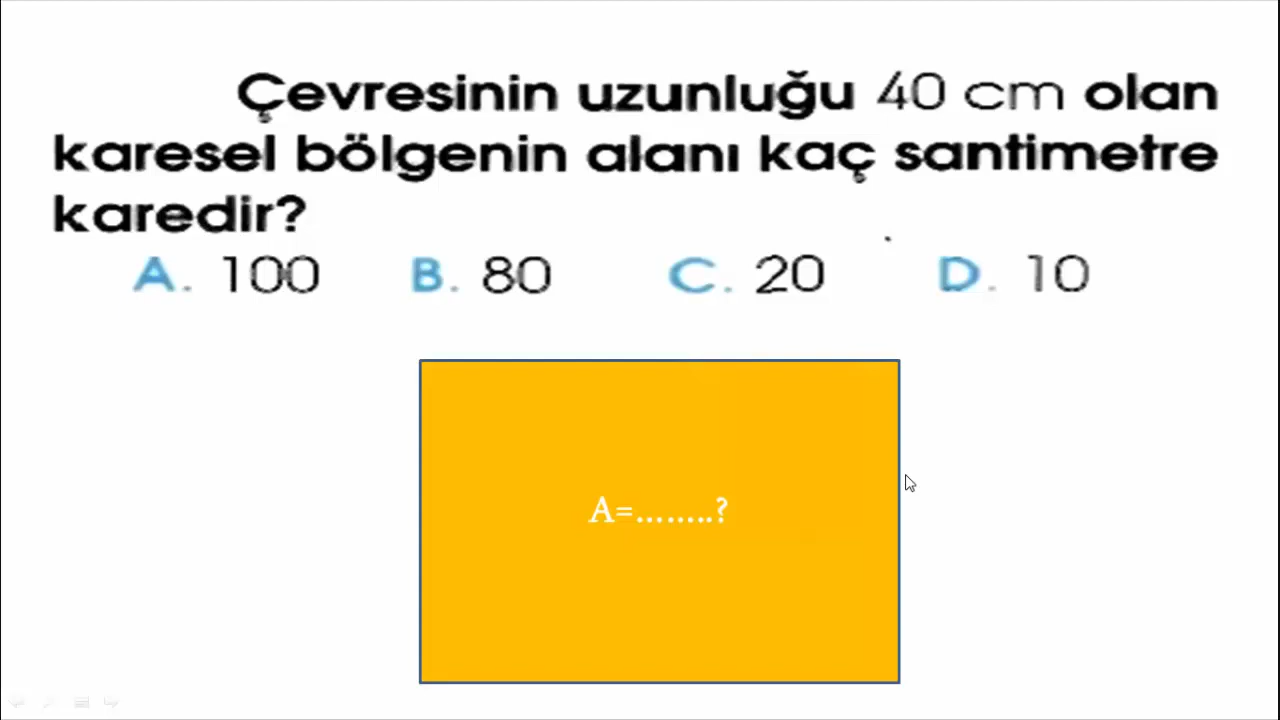 Çevresinin uzunluğu 40 cm olan
karesel bölgenin alanı kaç santimetre
karedir?
A. 100 B. 80 C. 20 D. 10
A=........?